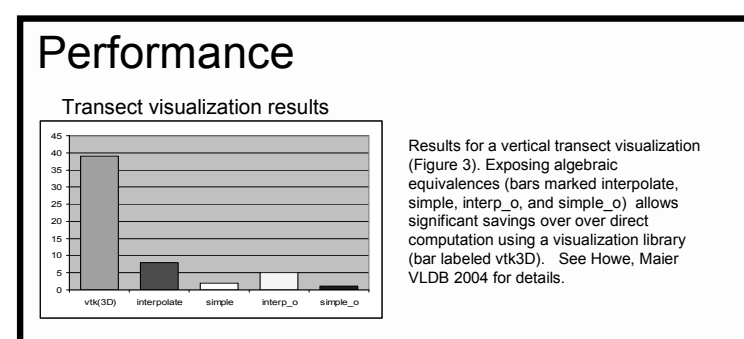 Performance
Transect visualization results
45
40
35
30
25
20
15
10
5
0
vtk(3D) interpolate simple interp_o simple_o
Results for a vertical transect visualization
(Figure 3). Exposing algebraic
equivalences (bars marked interpolate,
simple, interp_o, and simple_o) allows
significant savings over over direct
computation using a visualization library
(bar labeled vtk3D). See Howe, Maier
VLDB 2004 for details.